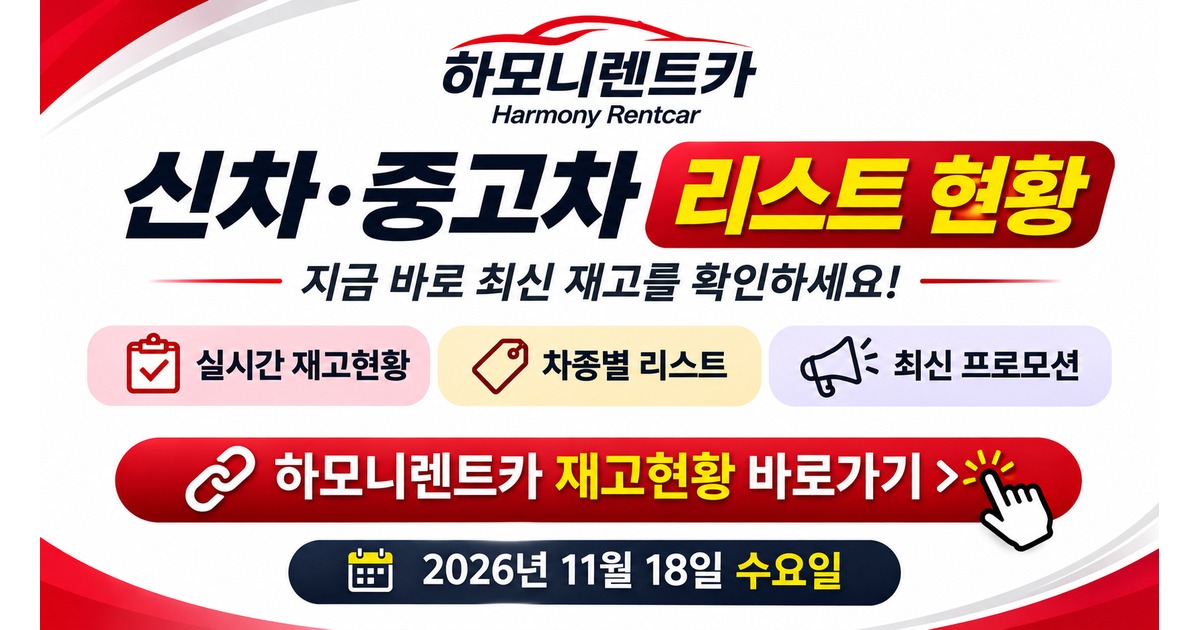 하모니렌트카
Harmony Rentcar
신차·중고차 리스트 현황
지금 바로 최신 재고를 확인하세요!
실시간 재고현황
차종별 리스트
최신 프로모션
하모니렌트카 재고현황 바로가기 >
2026년 11월 18일 수요일